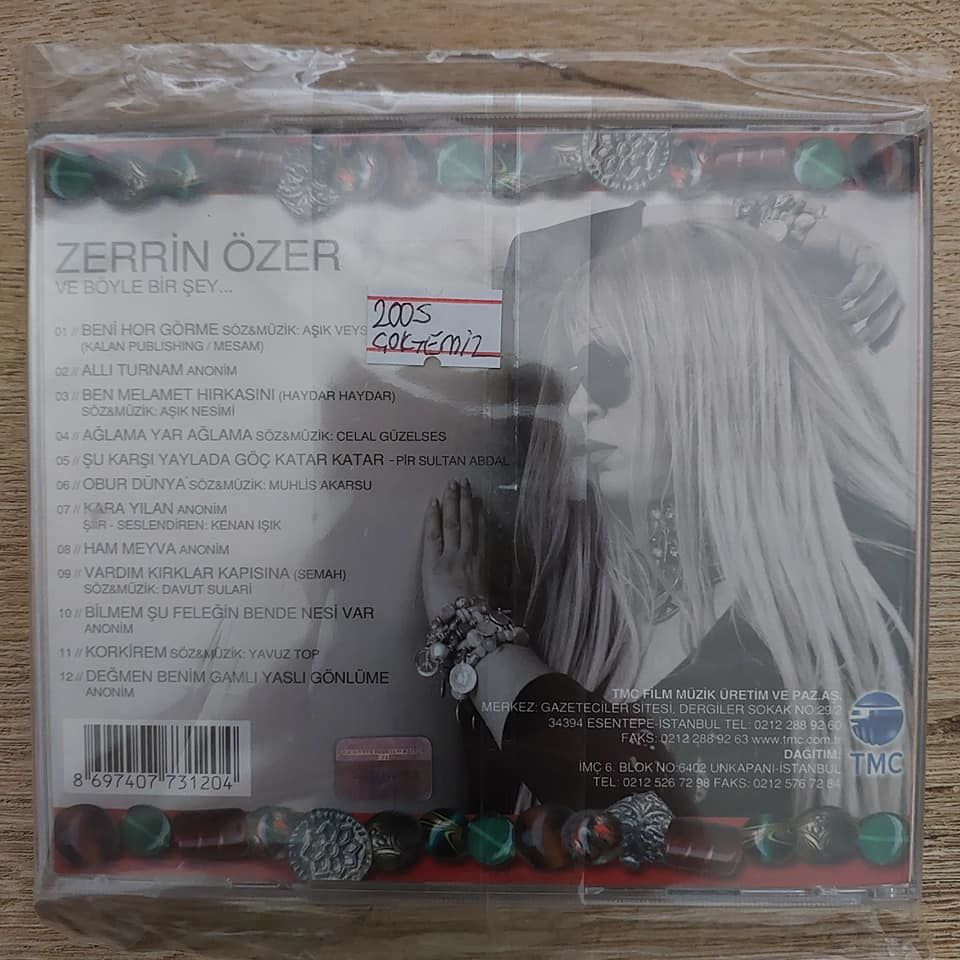 ZERRİN ÖZER
VE BÖYLE BİR ŞEY...
2005
ÇOK TEMİZ
01 // BENİ HOR GÖRME SÖZ&MÜZİK: AŞIK VEYS
(KALAN PUBLISHING / MESAM)
02 // ALLI TURNAM ANONİM
03 // BEN MELAMET HIRKASINI (HAYDAR HAYDAR)
SÖZ&MÜZİK: AŞIK NESİMİ
04 // AĞLAMA YAR AĞLAMA SÖZ&MÜZİK: CELAL GÜZELSES
05 // ŞU KARŞI YAYLADA GÖÇ KATAR KATAR - PİR SULTAN ABDAL
06 // OBUR DÜNYA SÖZ&MÜZİK: MUHLİS AKARSU
07 // KARA YILAN ANONİM
ŞİİR - SESLENDİREN: KENAN IŞIK
08 // HAM MEYVA ANONİM
09 // VARDIM KIRKLAR KAPISINA (SEMAH)
SÖZ&MÜZİK: DAVUT SULARİ
10 // BİLMEM ŞU FELEĞİN BENDE NESİ VAR
ANONİM
11 // KORKİREM SÖZ&MÜZİK: YAVUZ TOP
12 // DEĞMEN BENİM GAMLI YASLI GÖNLÜME
ANONİM
TMC FILM MÜZİK ÜRETİM VE PAZ.AŞ.
MERKEZ: GAZETECİLER SİTESİ, DERGİLER SOKAK NO:29/2
34394 ESENTEPE-İSTANBUL TEL: 0212 288 92 60
FAKS: 0212 288 92 63 www.tmc.com.tr
DAĞITIM:
IMÇ 6. BLOK NO:6402 UNKAPANI-İSTANBUL
TEL: 0212 526 72 98 FAKS: 0212 576 72 84
TMC
8 697407 731204